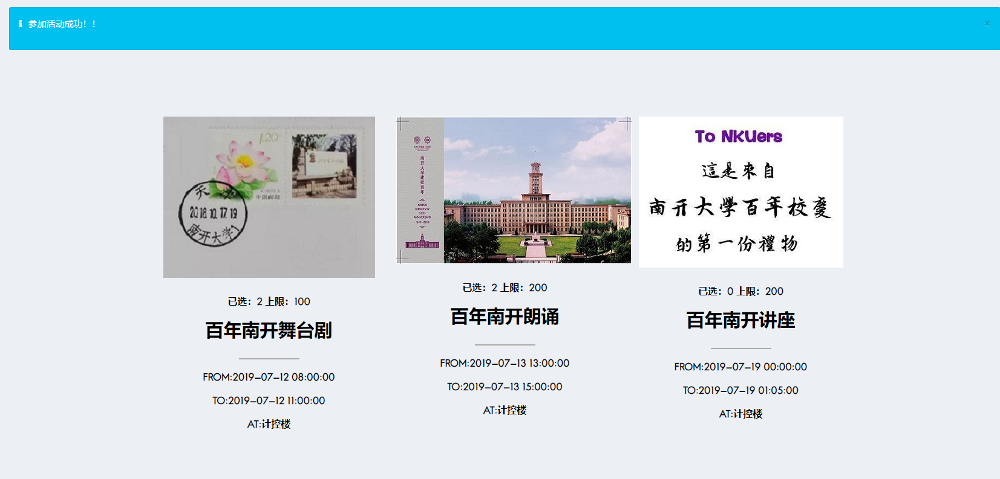 参加活动成功！！
×
1.20
CHINA
中国邮政
天
2018.10.17.19
南开大学1
已选：2 上限：100
百年南开舞台剧
FROM:2019-07-12 08:00:00
TO:2019-07-12 11:00:00
AT:计控楼
南开大学建校百年
NANKAI
UNIVERSITY
100th
ANNIVERSARY
1919-2019
已选：2 上限：200
百年南开朗诵
FROM:2019-07-13 13:00:00
TO:2019-07-13 15:00:00
AT:计控楼
To NKUers
這是來自
南开大學百年校慶
的第一份禮物
已选：0 上限：200
百年南开讲座
FROM:2019-07-19 00:00:00
TO:2019-07-19 01:05:00
AT:计控楼